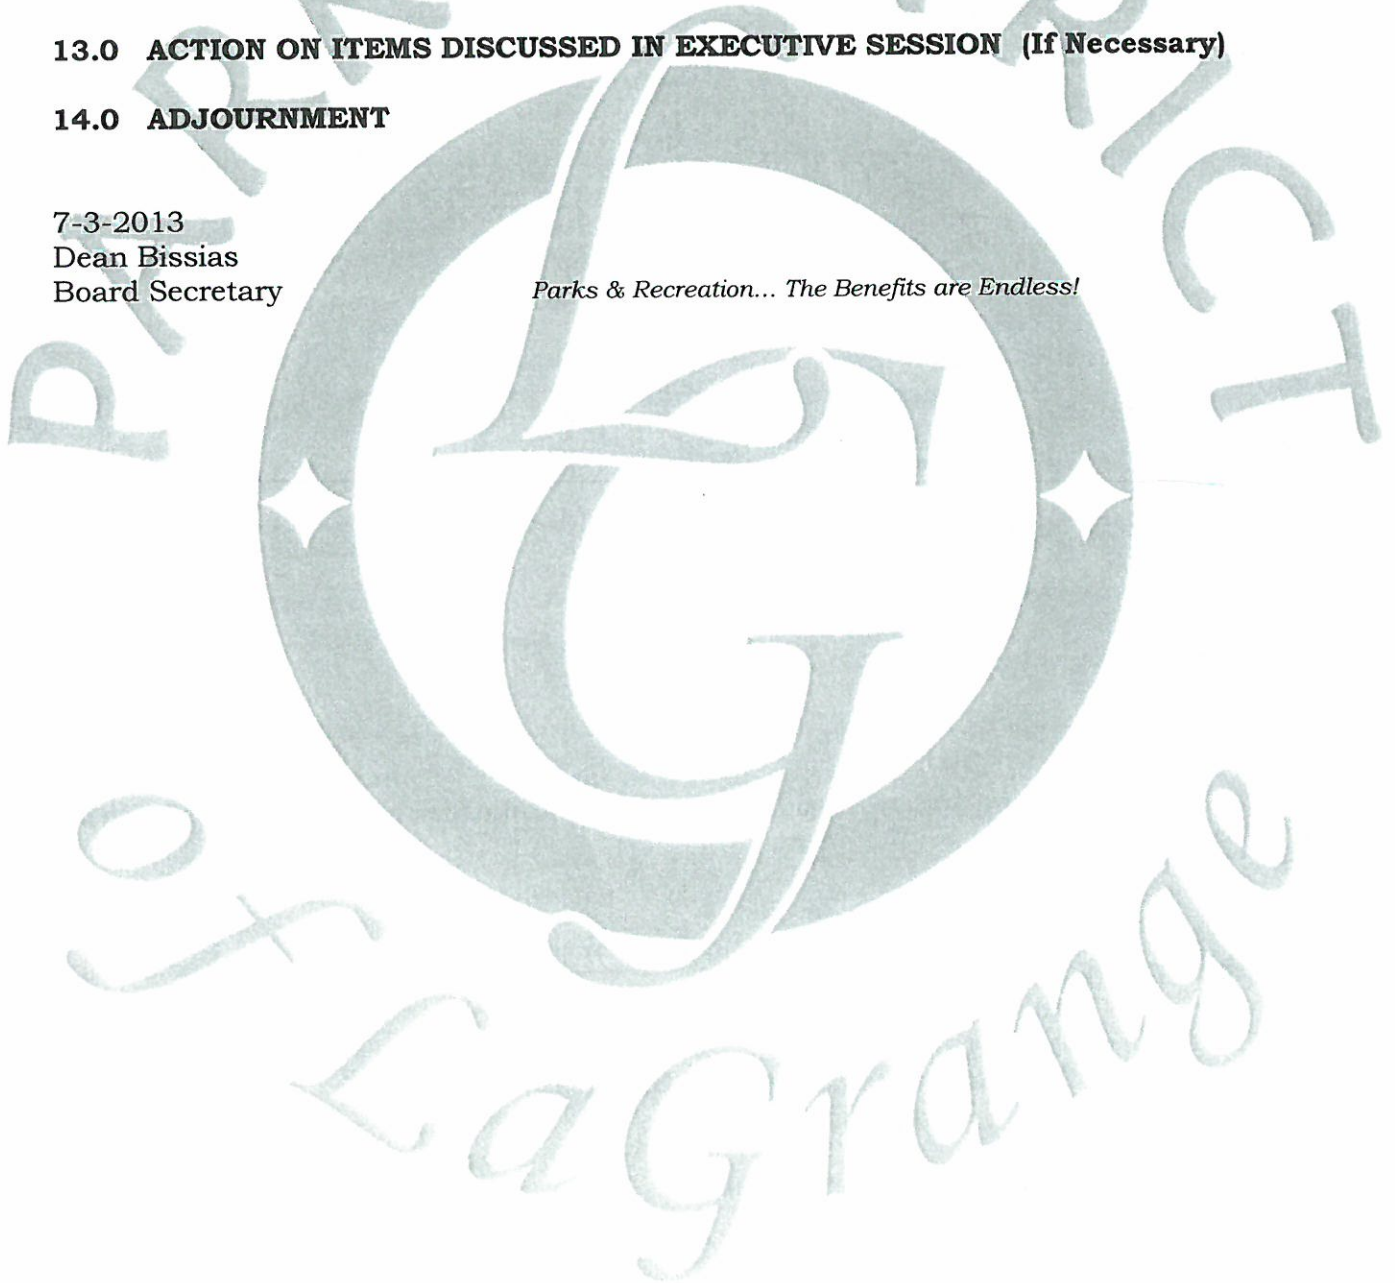 13.0 ACTION ON ITEMS DISCUSSED IN EXECUTIVE SESSION (If Necessary)
14.0 ADJOURNMENT
7-3-2013
Dean Bissias
Board Secretary
Parks & Recreation... The Benefits are Endless!
PARK
RICT
of LaGrange
LG